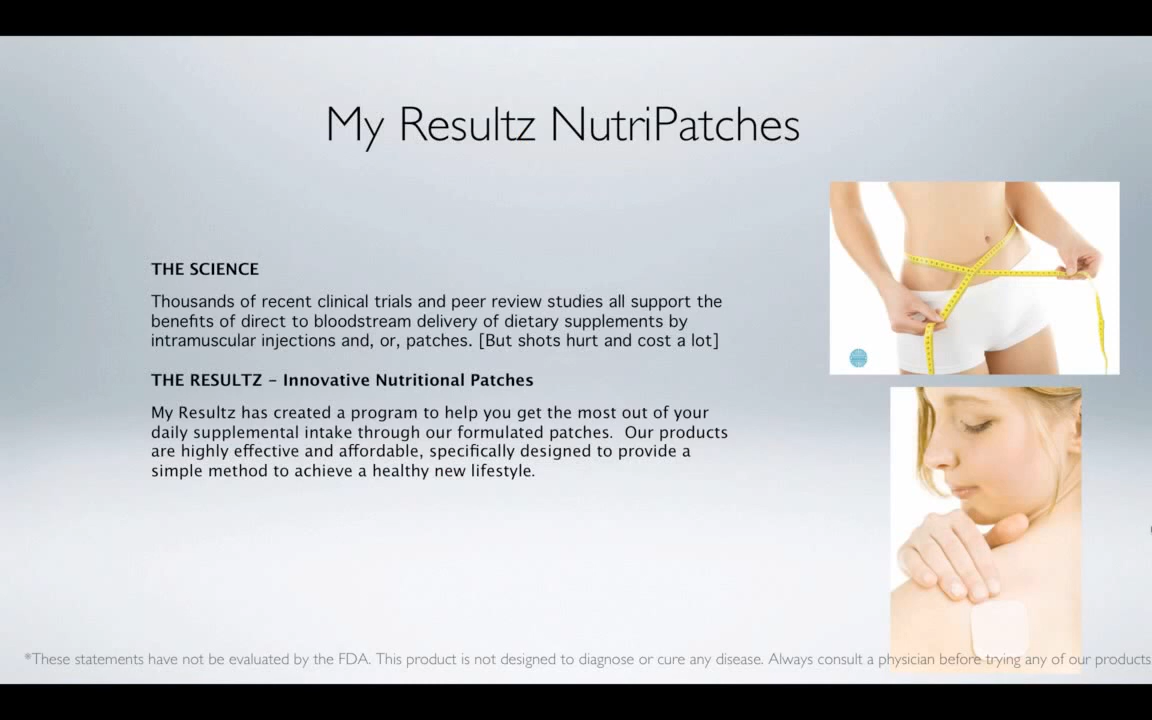 My Resultz NutriPatches
THE SCIENCE
Thousands of recent clinical trials and peer review studies all support the
benefits of direct to bloodstream delivery of dietary supplements by
intramuscular injections and, or, patches. [But shots hurt and cost a lot]
THE RESULTZ – Innovative Nutritional Patches
My Resultz has created a program to help you get the most out of your
daily supplemental intake through our formulated patches.  Our products
are highly effective and affordable, specifically designed to provide a
simple method to achieve a healthy new lifestyle.
*These statements have not be evaluated by the FDA. This product is not designed to diagnose or cure any disease. Always consult a physician before trying any of our products